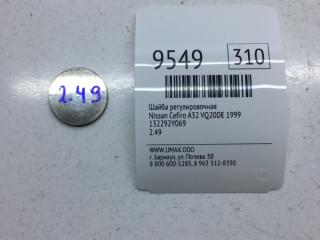 2.49
9549 310
Шайба регулировочная
Nissan Cefiro A32 VQ20DE 1999
132292Y069
2.49
WWW.UMAX.OOO
г. Барнаул, ул. Попова 38
8 800 600-1285, 8 963 512-8390